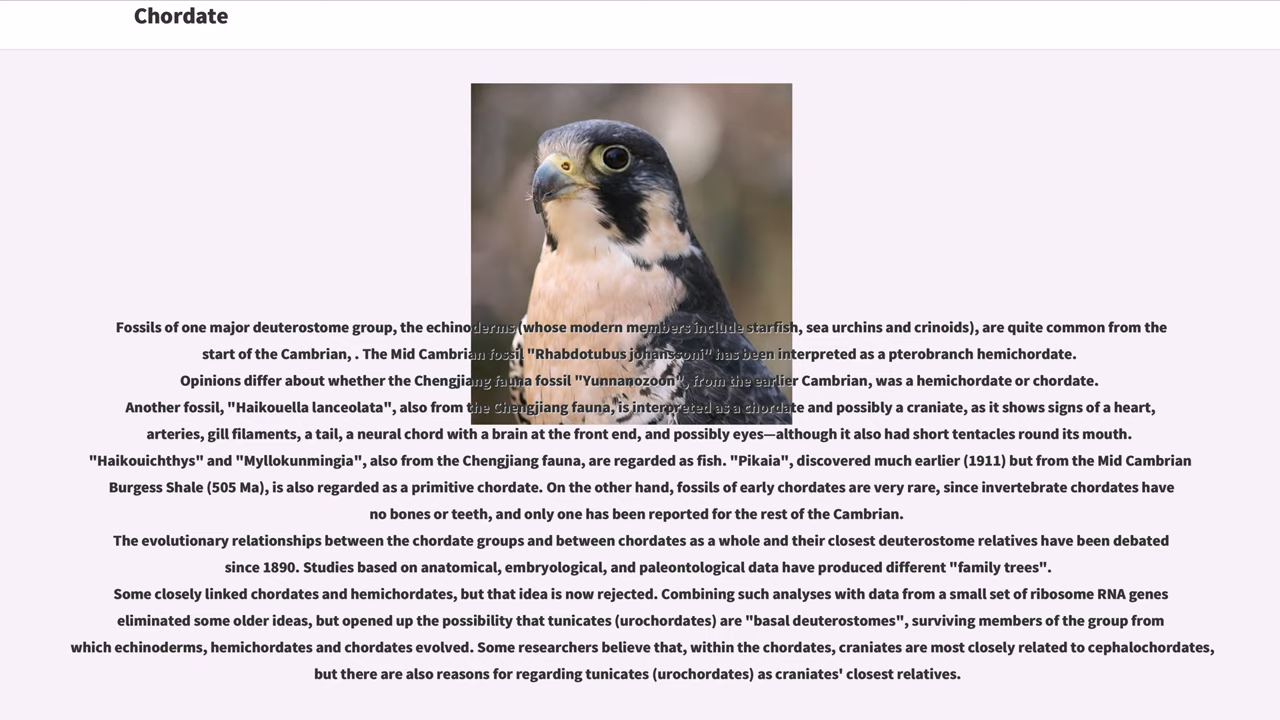 Chordate
Fossils of one major deuterostome group, the echinoderms (whose modern members include starfish, sea urchins and crinoids), are quite common from the
start of the Cambrian, . The Mid Cambrian fossil "Rhabdotubus johanssoni" has been interpreted as a pterobranch hemichordate.
Opinions differ about whether the Chengjiang fauna fossil "Yunnanozoon", from the earlier Cambrian, was a hemichordate or chordate.
Another fossil, "Haikouella lanceolata", also from the Chengjiang fauna, is interpreted as a chordate and possibly a craniate, as it shows signs of a heart,
arteries, gill filaments, a tail, a neural chord with a brain at the front end, and possibly eyes—although it also had short tentacles round its mouth.
"Haikouichthys" and "Myllokunmingia", also from the Chengjiang fauna, are regarded as fish. "Pikaia", discovered much earlier (1911) but from the Mid Cambrian
Burgess Shale (505 Ma), is also regarded as a primitive chordate. On the other hand, fossils of early chordates are very rare, since invertebrate chordates have
no bones or teeth, and only one has been reported for the rest of the Cambrian.
The evolutionary relationships between the chordate groups and between chordates as a whole and their closest deuterostome relatives have been debated
since 1890. Studies based on anatomical, embryological, and paleontological data have produced different "family trees".
Some closely linked chordates and hemichordates, but that idea is now rejected. Combining such analyses with data from a small set of ribosome RNA genes
eliminated some older ideas, but opened up the possibility that tunicates (urochordates) are "basal deuterostomes", surviving members of the group from
which echinoderms, hemichordates and chordates evolved. Some researchers believe that, within the chordates, craniates are most closely related to cephalochordates,
but there are also reasons for regarding tunicates (urochordates) as craniates' closest relatives.